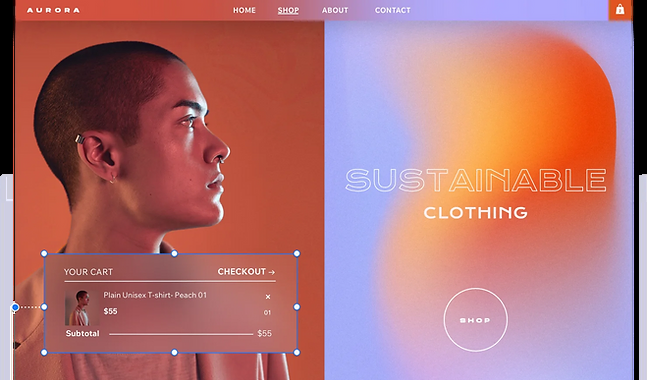 AURORA
HOME SHOP ABOUT CONTACT
YOUR CART CHECKOUT →
Plain Unisex T-shirt- Peach 01 ×
$55 01
Subtotal $55
SUSTAINABLE
CLOTHING
SHOP